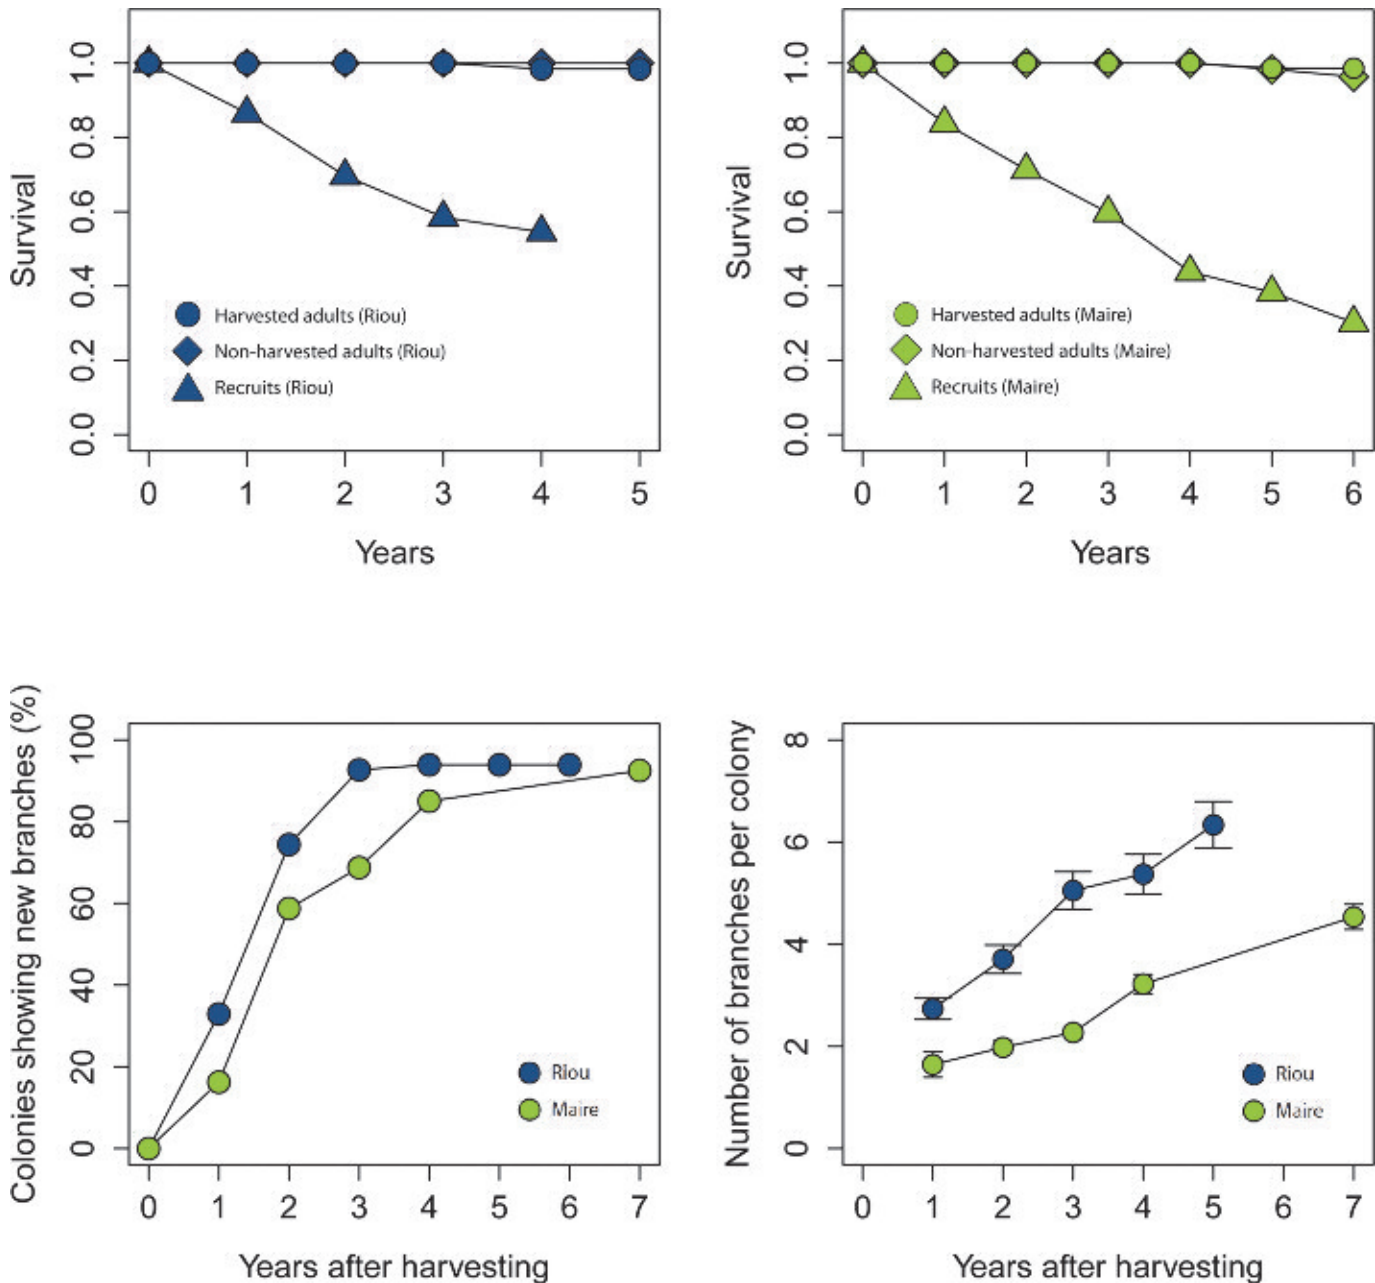 Survival
1.0
0.8
0.6
0.4
0.2
0.0
Harvested adults (Riou)
Non-harvested adults (Riou)
Recruits (Riou)
0 1 2 3 4 5
Years
Survival
1.0
0.8
0.6
0.4
0.2
0.0
Harvested adults (Maire)
Non-harvested adults (Maire)
Recruits (Maire)
0 1 2 3 4 5 6
Years
Colonies showing new branches (%)
100
80
60
40
20
0
Riou
Maire
0 1 2 3 4 5 6 7
Years after harvesting
Number of branches per colony
8
6
4
2
0
Riou
Maire
1 2 3 4 5 6 7
Years after harvesting